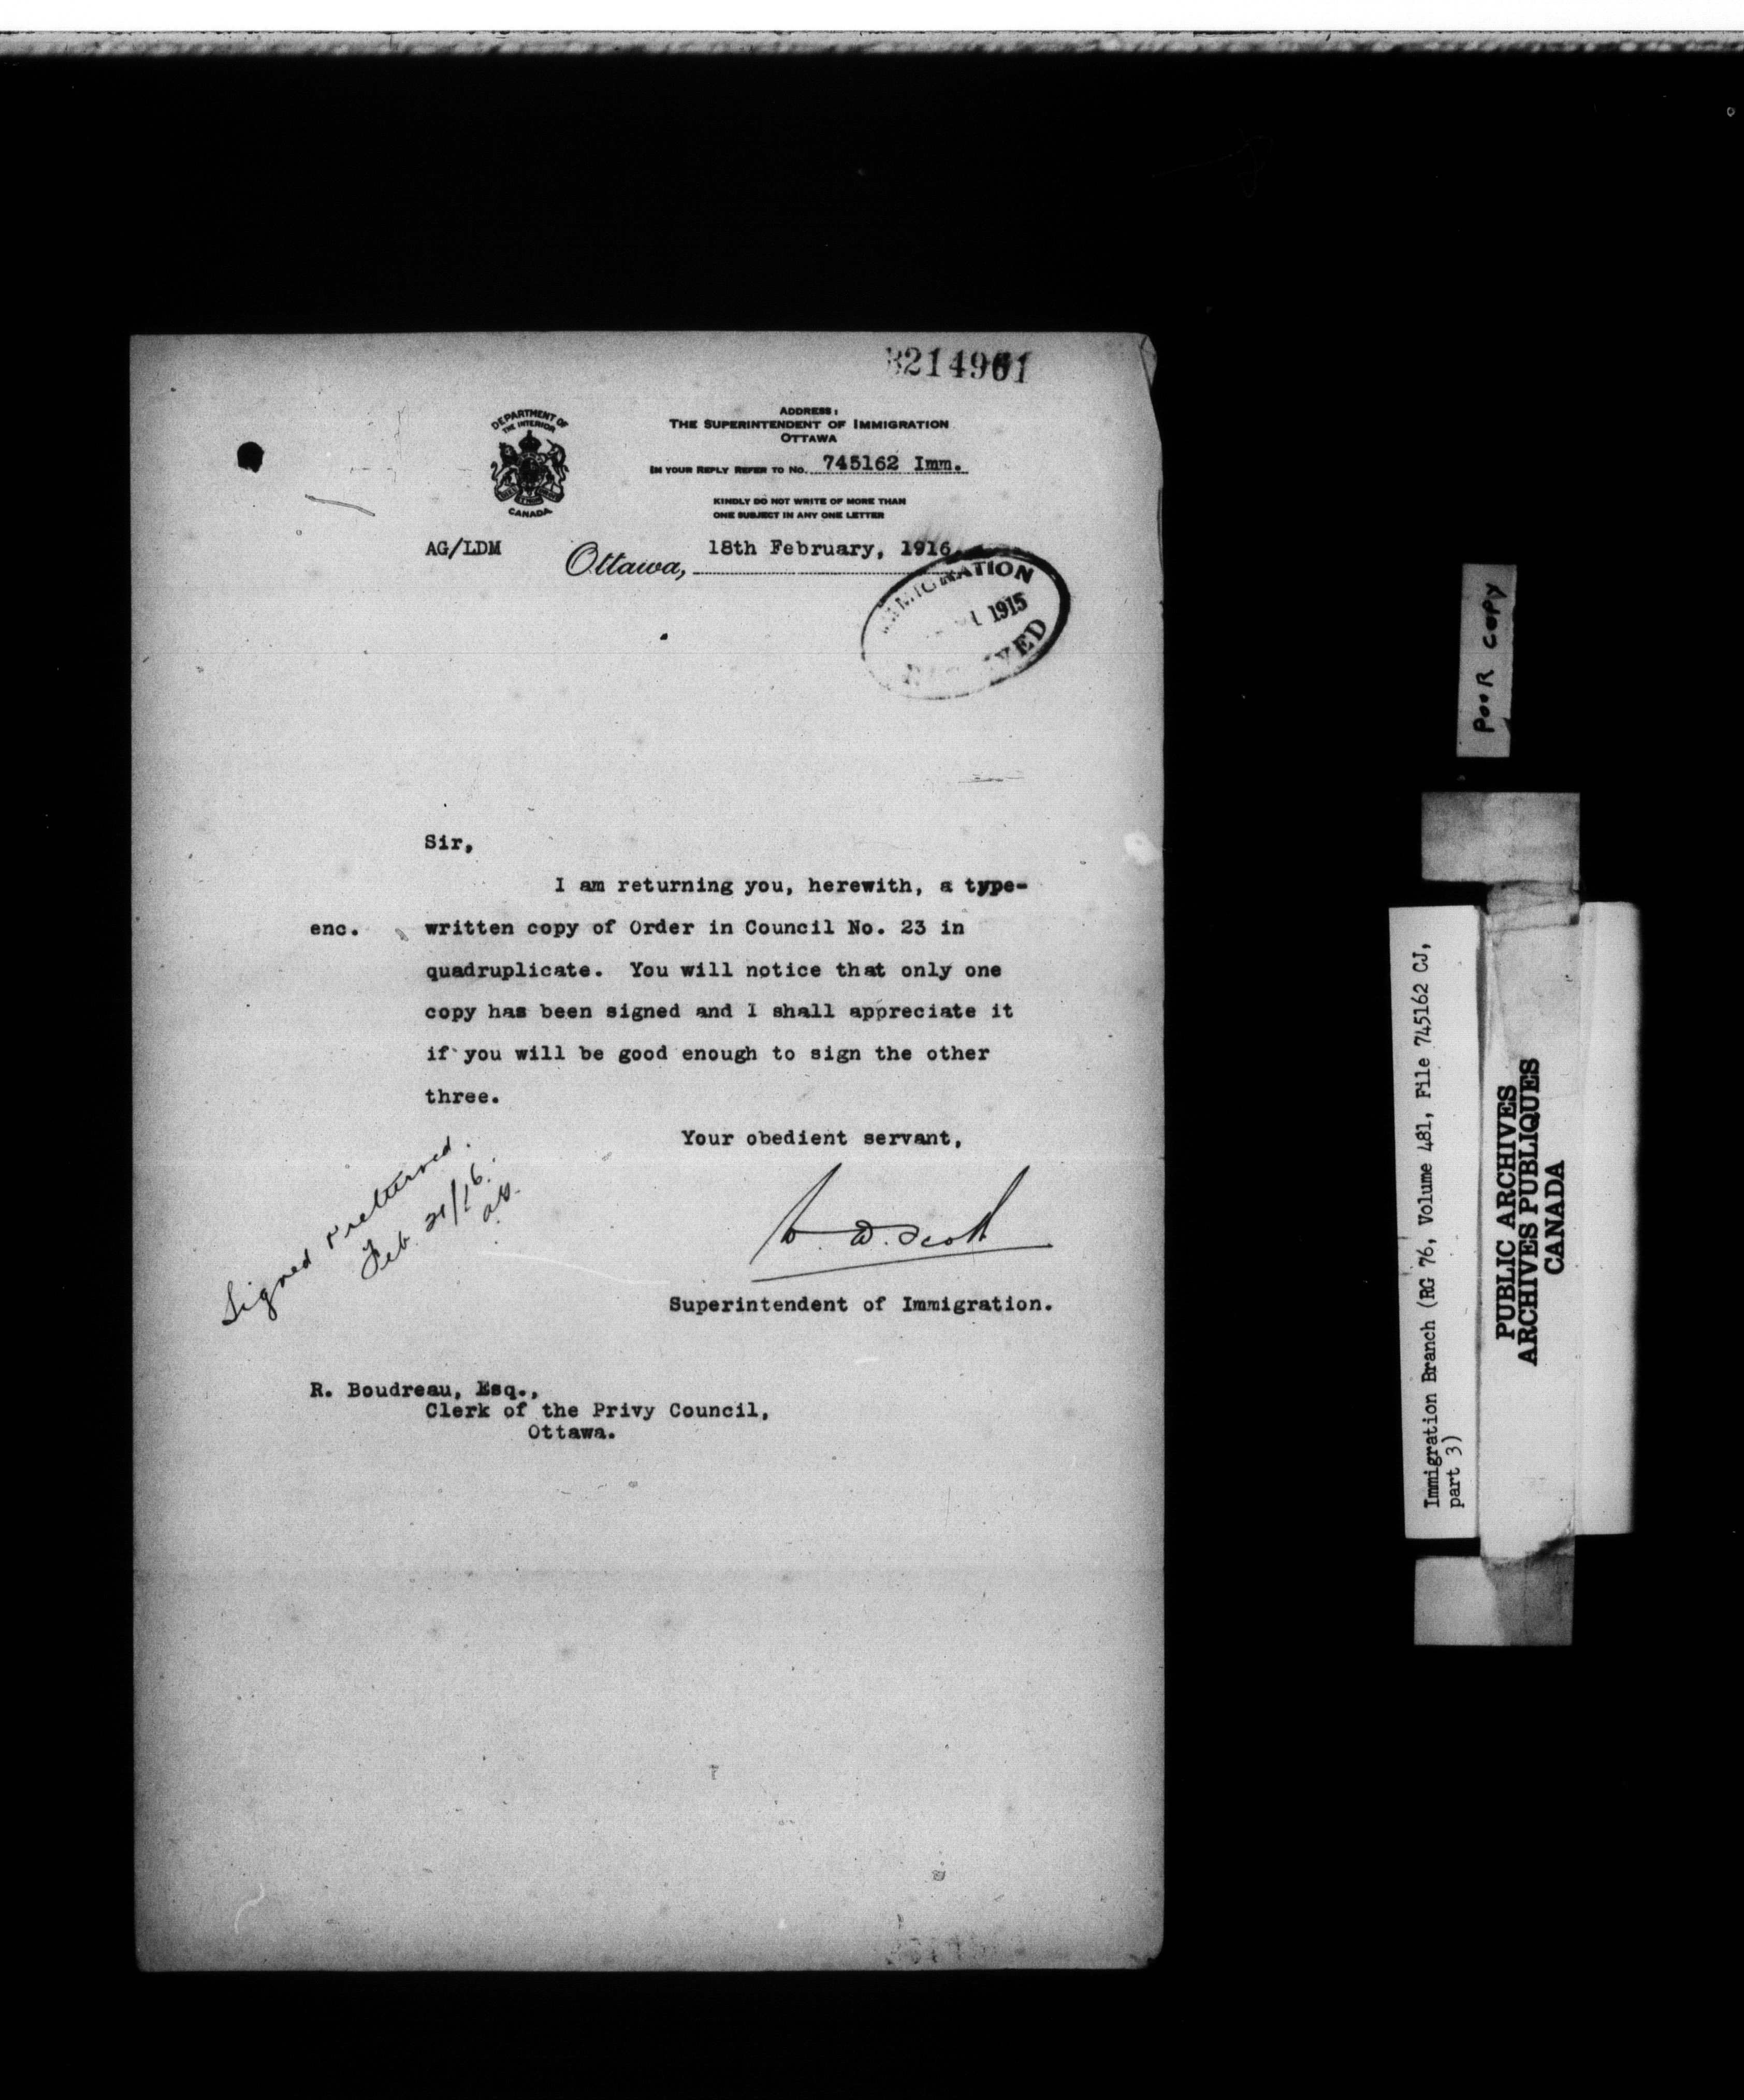 3214961
DEPARTMENT OF
THE INTERIOR
CANADA
ADDRESS:
THE SUPERINTENDENT OF IMMIGRATION
OTTAWA
IN YOUR REPLY REFER TO No. 745162 Imm.
KINDLY DO NOT WRITE OF MORE THAN
ONE SUBJECT IN ANY ONE LETTER
AG/LDM
Ottawa, 18th February, 1916
IMMIGRATION
1915
RECEIVED
Sir,
I am returning you, herewith, a type-
enc. written copy of Order in Council No. 23 in
quadruplicate. You will notice that only one
copy has been signed and I shall appreciate it
if you will be good enough to sign the other
three.
Your obedient servant,
W. D. Scott
Superintendent of Immigration.
Signed & returned.
Feb. 21/16.
R. Boudreau, Esq.,
Clerk of the Privy Council,
Ottawa.
POOR COPY
Immigration Branch (RG 76, Volume 481, File 745162 CJ,
part 3)
PUBLIC ARCHIVES
ARCHIVES PUBLIQUES
CANADA